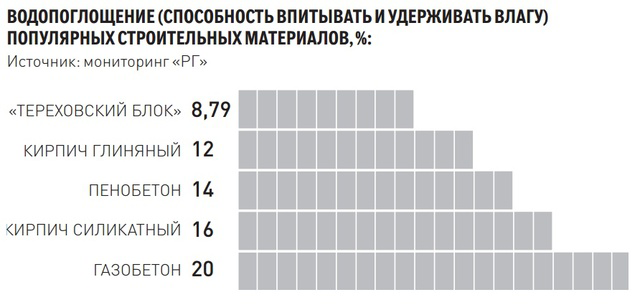 ВОДОПОГЛОЩЕНИЕ (СПОСОБНОСТЬ ВПИТЫВАТЬ И УДЕРЖИВАТЬ ВЛАГУ)
ПОПУЛЯРНЫХ СТРОИТЕЛЬНЫХ МАТЕРИАЛОВ, %:
Источник: мониторинг «РГ»
«ТЕРЕХОВСКИЙ БЛОК» 8,79
КИРПИЧ ГЛИНЯНЫЙ 12
ПЕНОБЕТОН 14
КИРПИЧ СИЛИКАТНЫЙ 16
ГАЗОБЕТОН 20